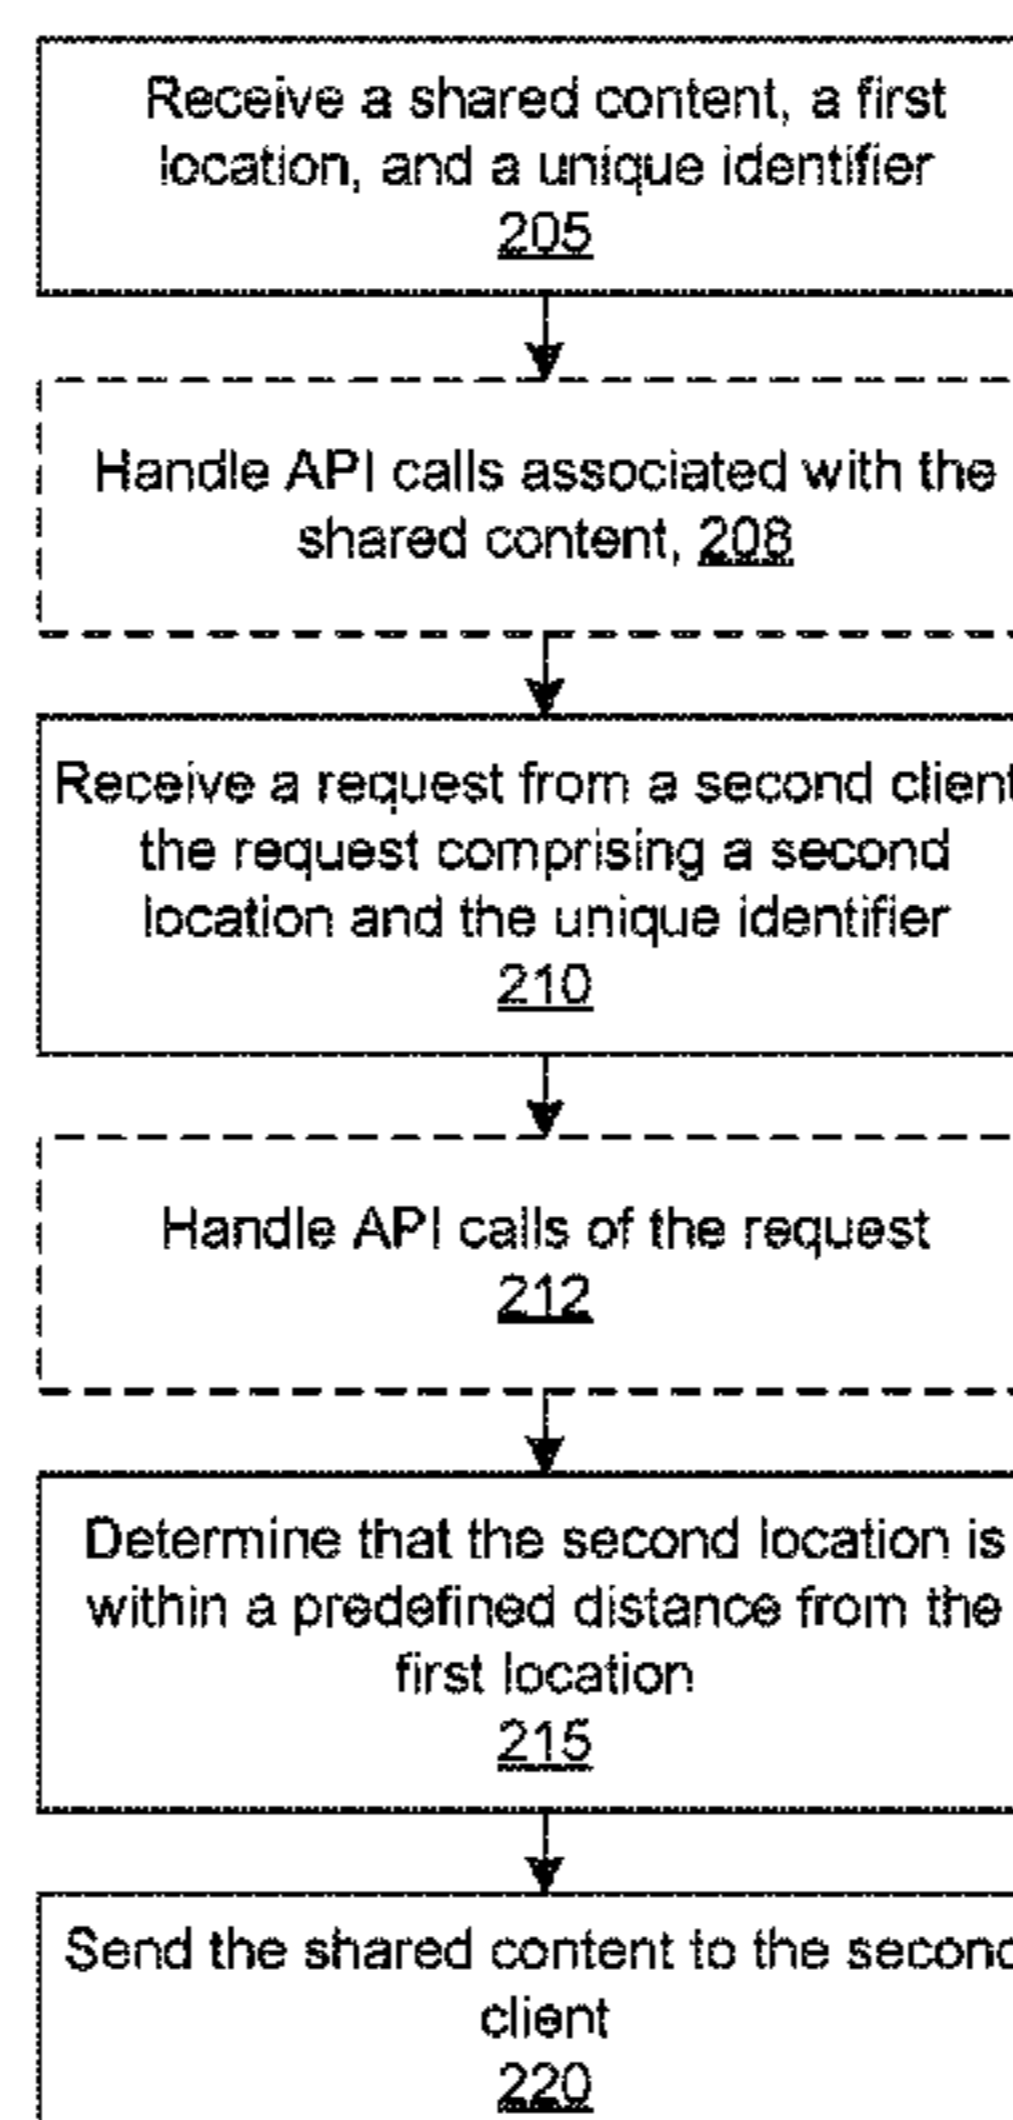 Receive a shared content, a first
location, and a unique identifier
205
Handle API calls associated with the
shared content, 208
Receive a request from a second client
the request comprising a second
location and the unique identifier
210
Handle API calls of the request
212
Determine that the second location is
within a predefined distance from the
first location
215
Send the shared content to the second
client
220